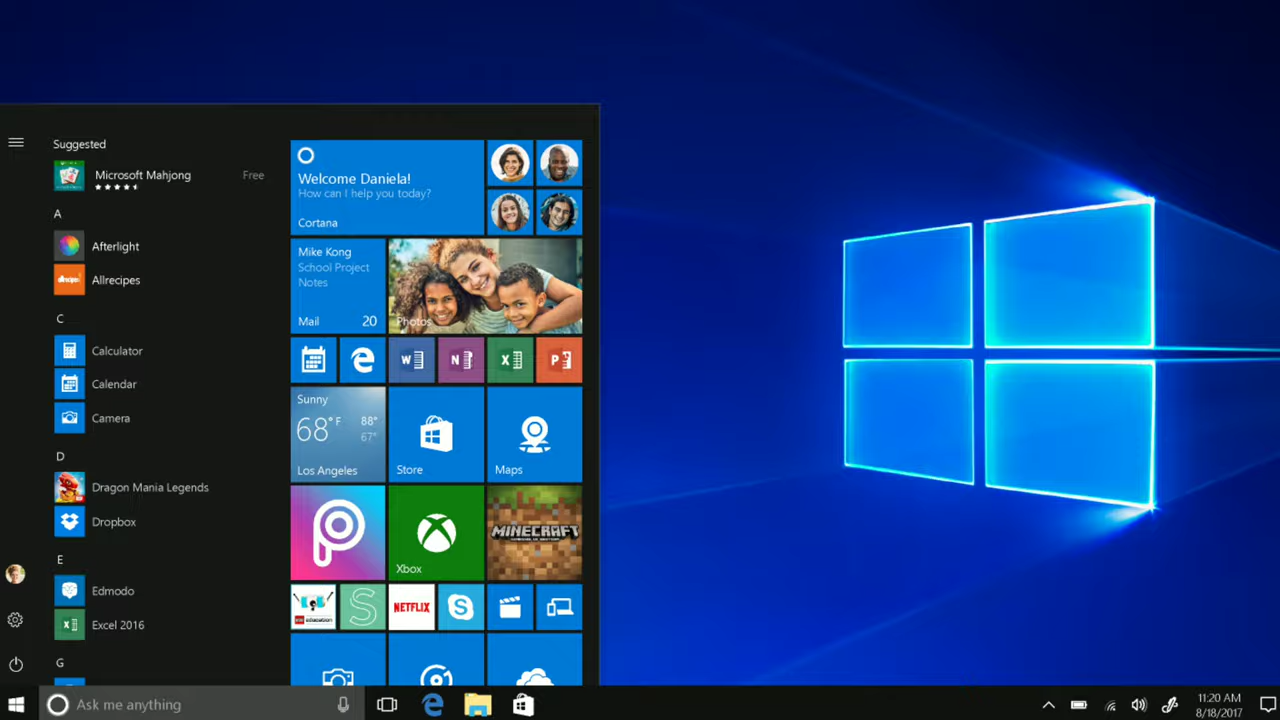 Suggested
Microsoft Mahjong
Free
A
Afterlight
Allrecipes
C
Calculator
Calendar
Camera
D
Dragon Mania Legends
Dropbox
E
Edmodo
Excel 2016
G
Welcome Daniela!
How can I help you today?
Cortana
Mike Kong
School Project
Notes
Mail 20
Photos
W N X P
Sunny
68°F 88°
67°
Los Angeles
Store
Maps
Xbox
MINECRAFT
education
NETFLIX
Ask me anything
11:20 AM
8/18/2017